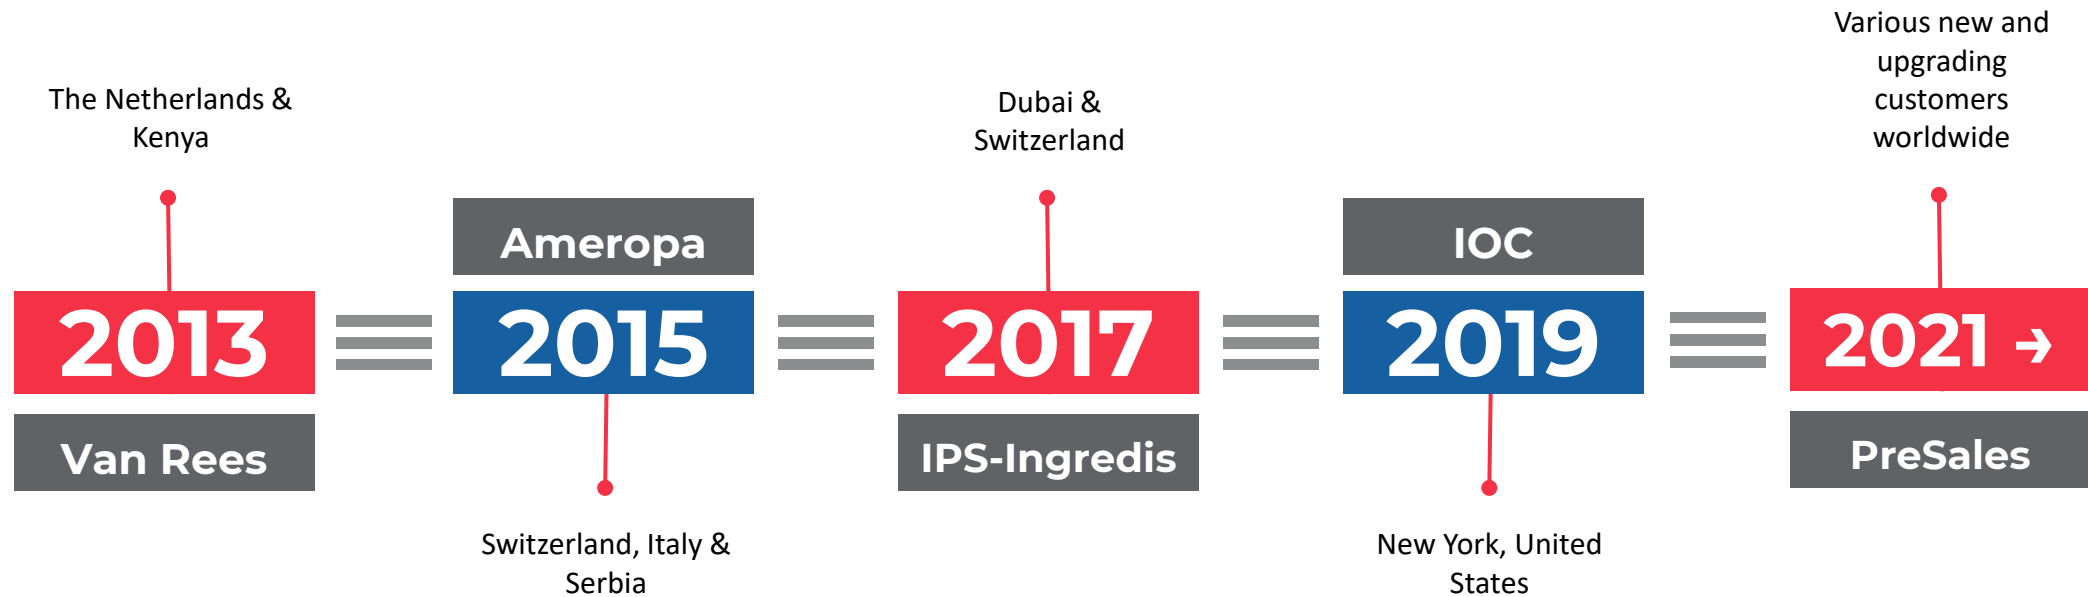 The Netherlands &
Kenya
2013
Van Rees
Ameropa
2015
Switzerland, Italy &
Serbia
Dubai &
Switzerland
2017
IPS-Ingredis
IOC
2019
New York, United
States
Various new and
upgrading
customers
worldwide
2021 →
PreSales